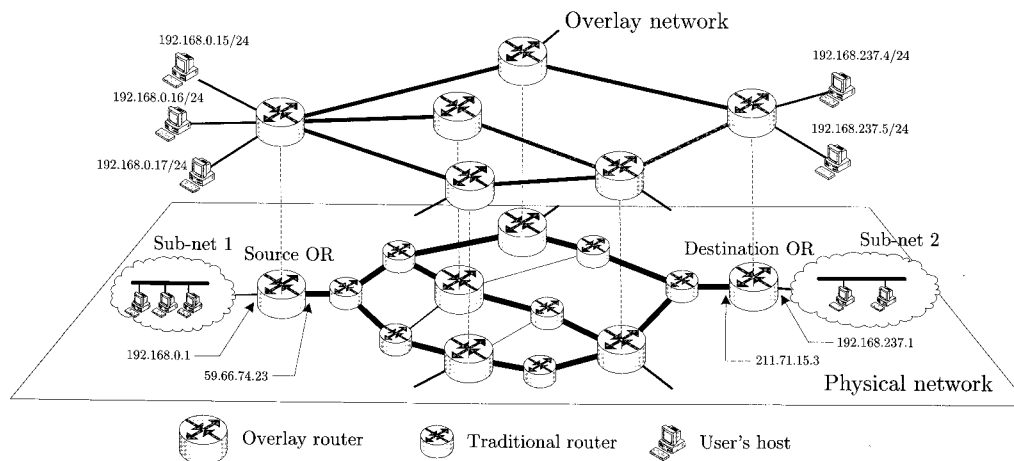 Overlay network
192.168.0.15/24
192.168.237.4/24
192.168.0.16/24
192.168.237.5/24
192.168.0.17/24
Sub-net 1
Source OR
Destination OR
Sub-net 2
192.168.0.1
59.66.74.23
211.71.15.3
192.168.237.1
Physical network
Overlay router
Traditional router
User's host